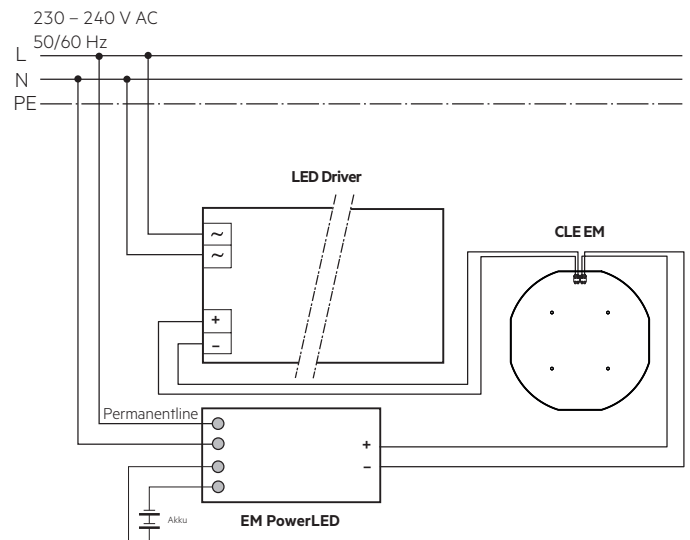 230 – 240 V AC
50/60 Hz
L
N
PE
LED Driver
CLE EM
~
~
+
–
Permanentline
+
–
Akku
EM PowerLED